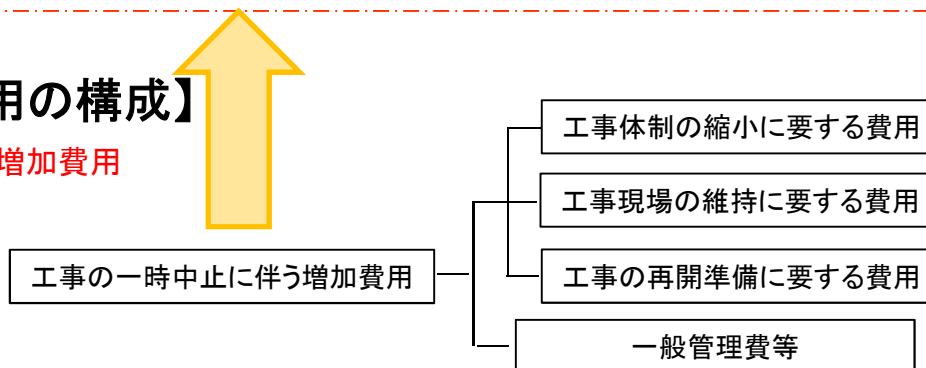 用の構成】
増加費用
工事体制の縮小に要する費用
工事現場の維持に要する費用
工事の一時中止に伴う増加費用
工事の再開準備に要する費用
一般管理費等